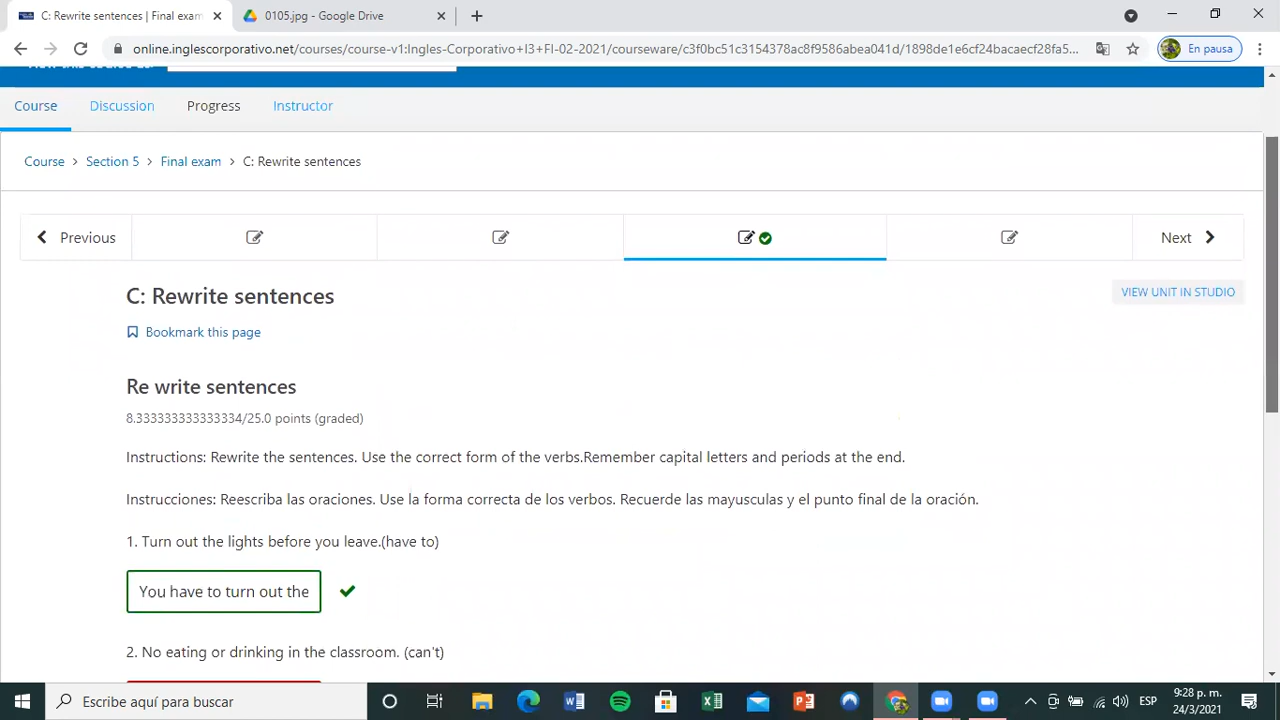 C: Rewrite sentences | Final exam
0105.jpg - Google Drive
online.inglescorporativo.net/courses/course-v1:Ingles-Corporativo+I3+FI-02-2021/courseware/c3f0bc51c3154378ac8f9586abea041d/1898de1e6cf24bacaecf28fa5...
En pausa
Course
Discussion
Progress
Instructor
Course > Section 5 > Final exam > C: Rewrite sentences
Previous
Next
C: Rewrite sentences
VIEW UNIT IN STUDIO
Bookmark this page
Re write sentences
8.333333333333334/25.0 points (graded)
Instructions: Rewrite the sentences. Use the correct form of the verbs.Remember capital letters and periods at the end.
Instrucciones: Reescriba las oraciones. Use la forma correcta de los verbos. Recuerde las mayusculas y el punto final de la oración.
1. Turn out the lights before you leave.(have to)
You have to turn out the
2. No eating or drinking in the classroom. (can't)
Escribe aquí para buscar
ESP
9:28 p. m.
24/3/2021